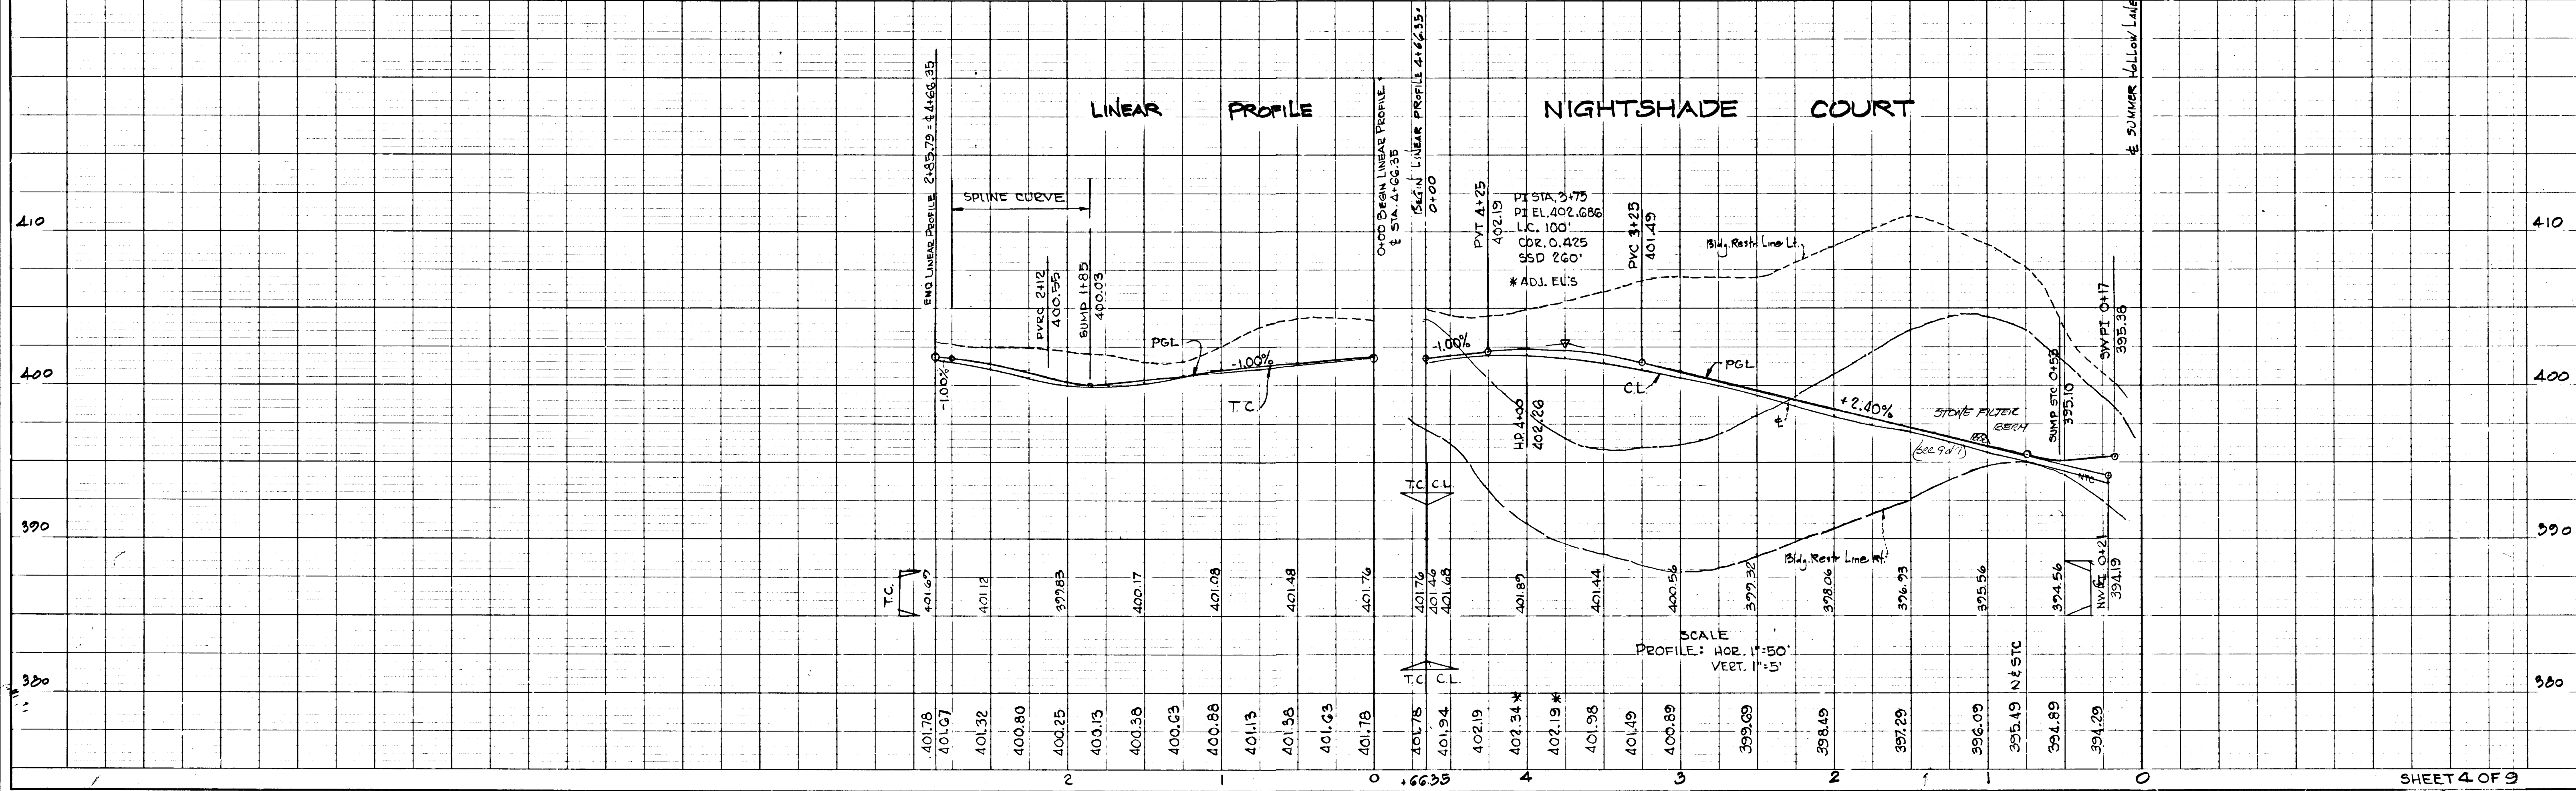 LINEAR PROFILE
NIGHTSHADE COURT
℄ SUMMER HOLLOW LANE
END LINEAR PROFILE 2+85.79 = ℄ 4+66.35
SPLINE CURVE
PVRC 2+12
400.55
SUMP 1+85
400.03
0+00 BEGIN LINEAR PROFILE
℄ STA. 4+66.35
BEGIN LINEAR PROFILE 4+66.35
0+00
PVT 4+25
402.19
PI STA. 3+75
PI EL. 402.686
L.C. 100'
COR. 0.425
SSD 260'
* ADJ. EL'S
PVC 3+25
401.49
Bldg. Restr Line Lt.
SWPI 0+17
395.38
SUMP STC 0+53
395.10
410
410
400
400
390
390
380
380
-1.00%
PGL
-1.00%
T.C.
-1.00%
H.P. 4+00
402.26
C.L.
PGL
℄
+2.40%
STONE FILTER
BERM
NTC
T.C. C.L.
Bldg. Restr Line Rt.
NWPI 0+21
394.19
T.C.
401.69
401.12
399.83
400.17
401.08
401.48
401.76
401.76
401.46
401.68
401.89
401.44
400.56
399.32
398.06
396.93
395.56
394.56
SCALE
PROFILE: HOR. 1"=50'
VERT. 1"=5'
T.C. C.L.
N℄ STC
401.78
401.67
401.32
400.80
400.25
400.13
400.38
400.63
400.88
401.13
401.38
401.63
401.78
401.78
401.94
402.19
402.34 *
402.19 *
401.98
401.49
400.89
399.69
398.49
397.29
396.09
395.49
394.89
394.29
2
1
0
+66.35
4
3
2
1
0
SHEET 4 OF 9